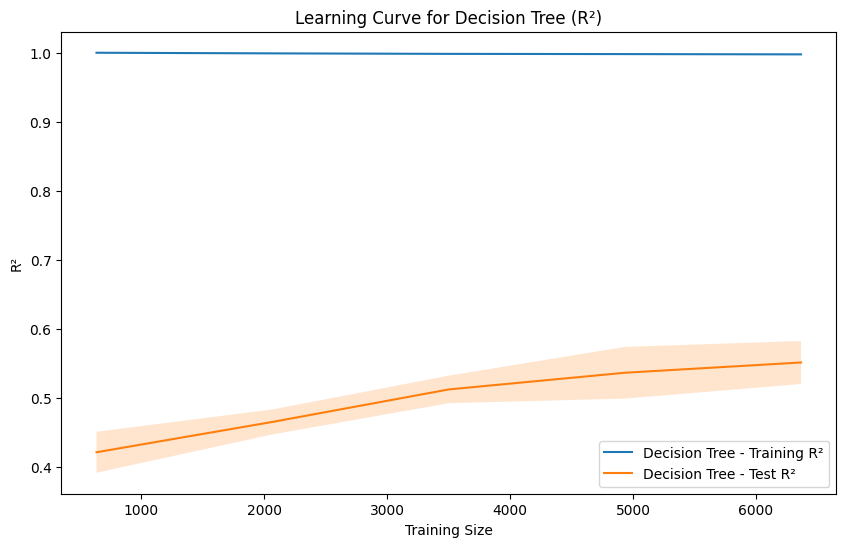 Learning Curve for Decision Tree (R²)
1.0
0.9
0.8
0.7
0.6
0.5
0.4
R²
1000 2000 3000 4000 5000 6000
Training Size
Decision Tree - Training R²
Decision Tree - Test R²